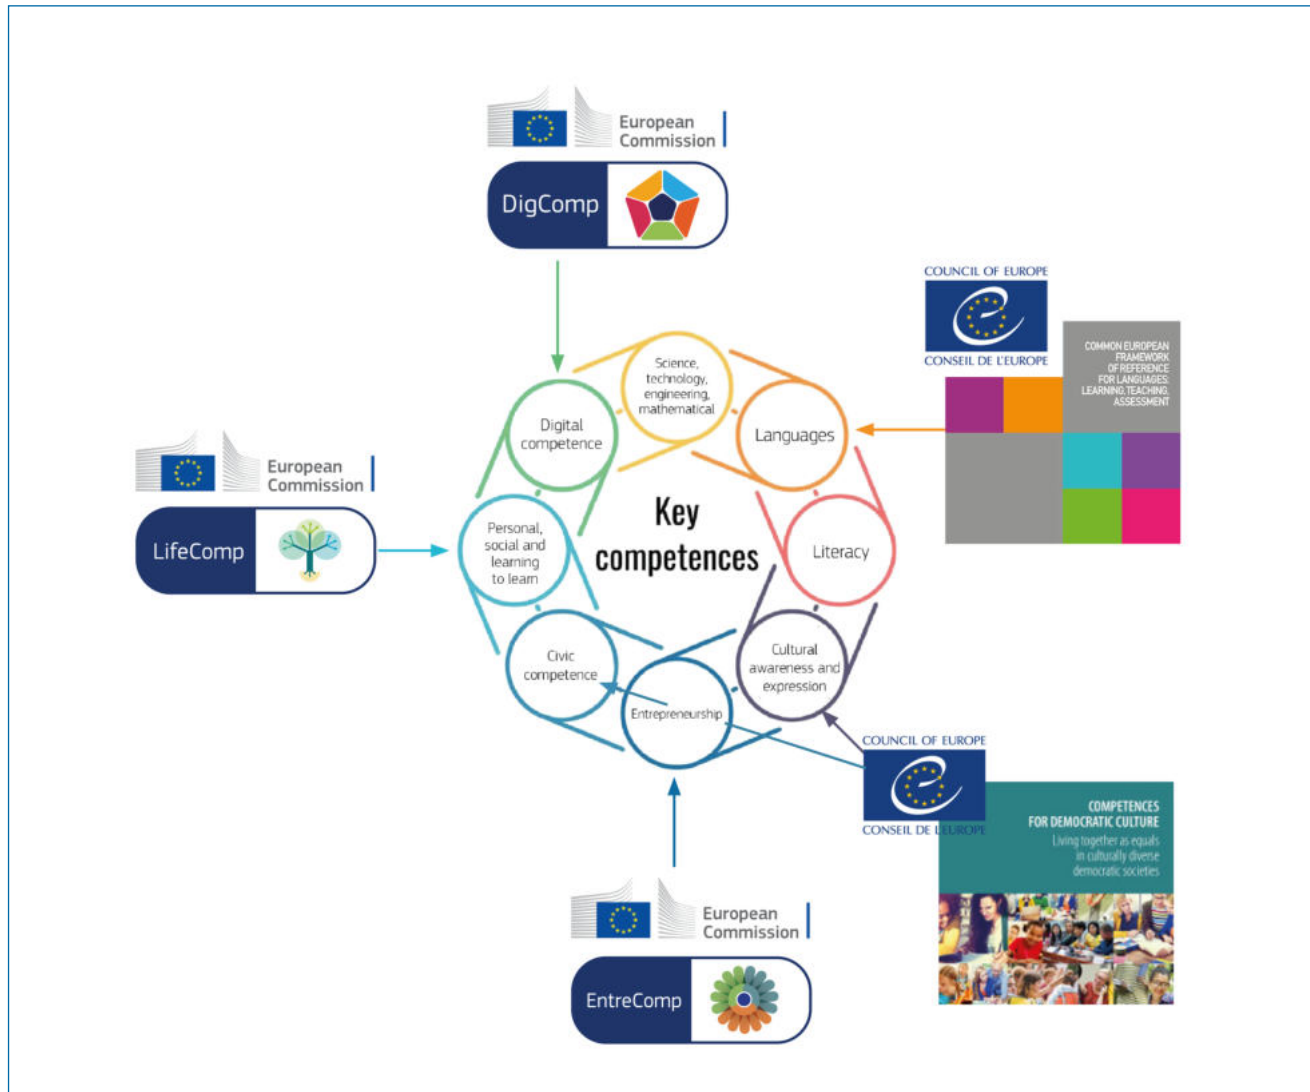 European
Commission
DigComp
COUNCIL OF EUROPE
CONSEIL DE L'EUROPE
COMMON EUROPEAN
FRAMEWORK
OF REFERENCE
FOR LANGUAGES:
LEARNING, TEACHING,
ASSESSMENT
Science,
technology,
engineering,
mathematical
Digital
competence
Languages
European
Commission
LifeComp
Key
competences
Personal,
social and
learning
to learn
Literacy
Civic
competence
Cultural
awareness and
expression
Entrepreneurship
COUNCIL OF EUROPE
CONSEIL DE L'EUROPE
COMPETENCES
FOR DEMOCRATIC CULTURE
Living together as equals
in culturally diverse
democratic societies
European
Commission
EntreComp